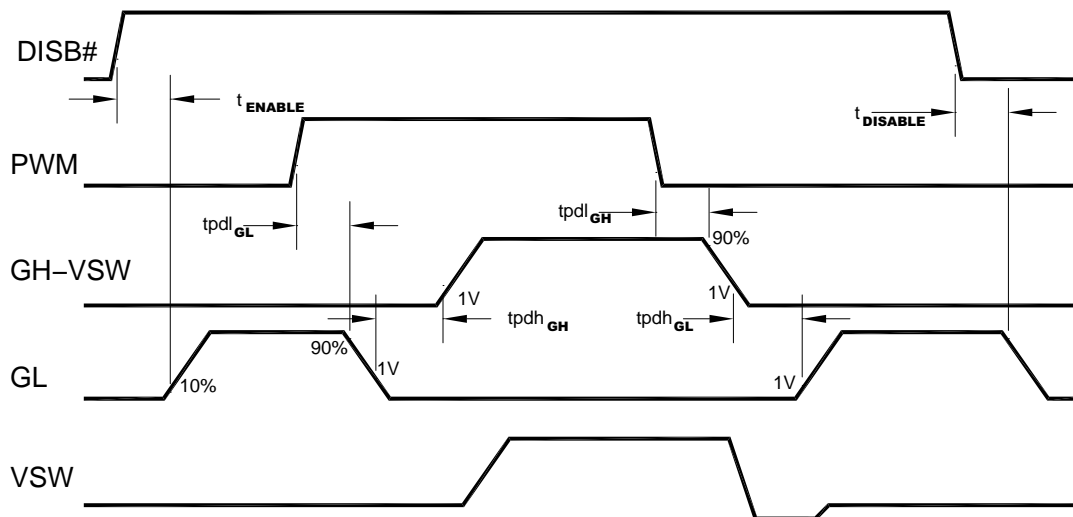 DISB#
t ENABLE
t DISABLE
PWM
tpdl GL
tpdl GH
90%
GH–VSW
1V
1V
tpdh GH
tpdh GL
90%
1V
GL
10%
1V
VSW